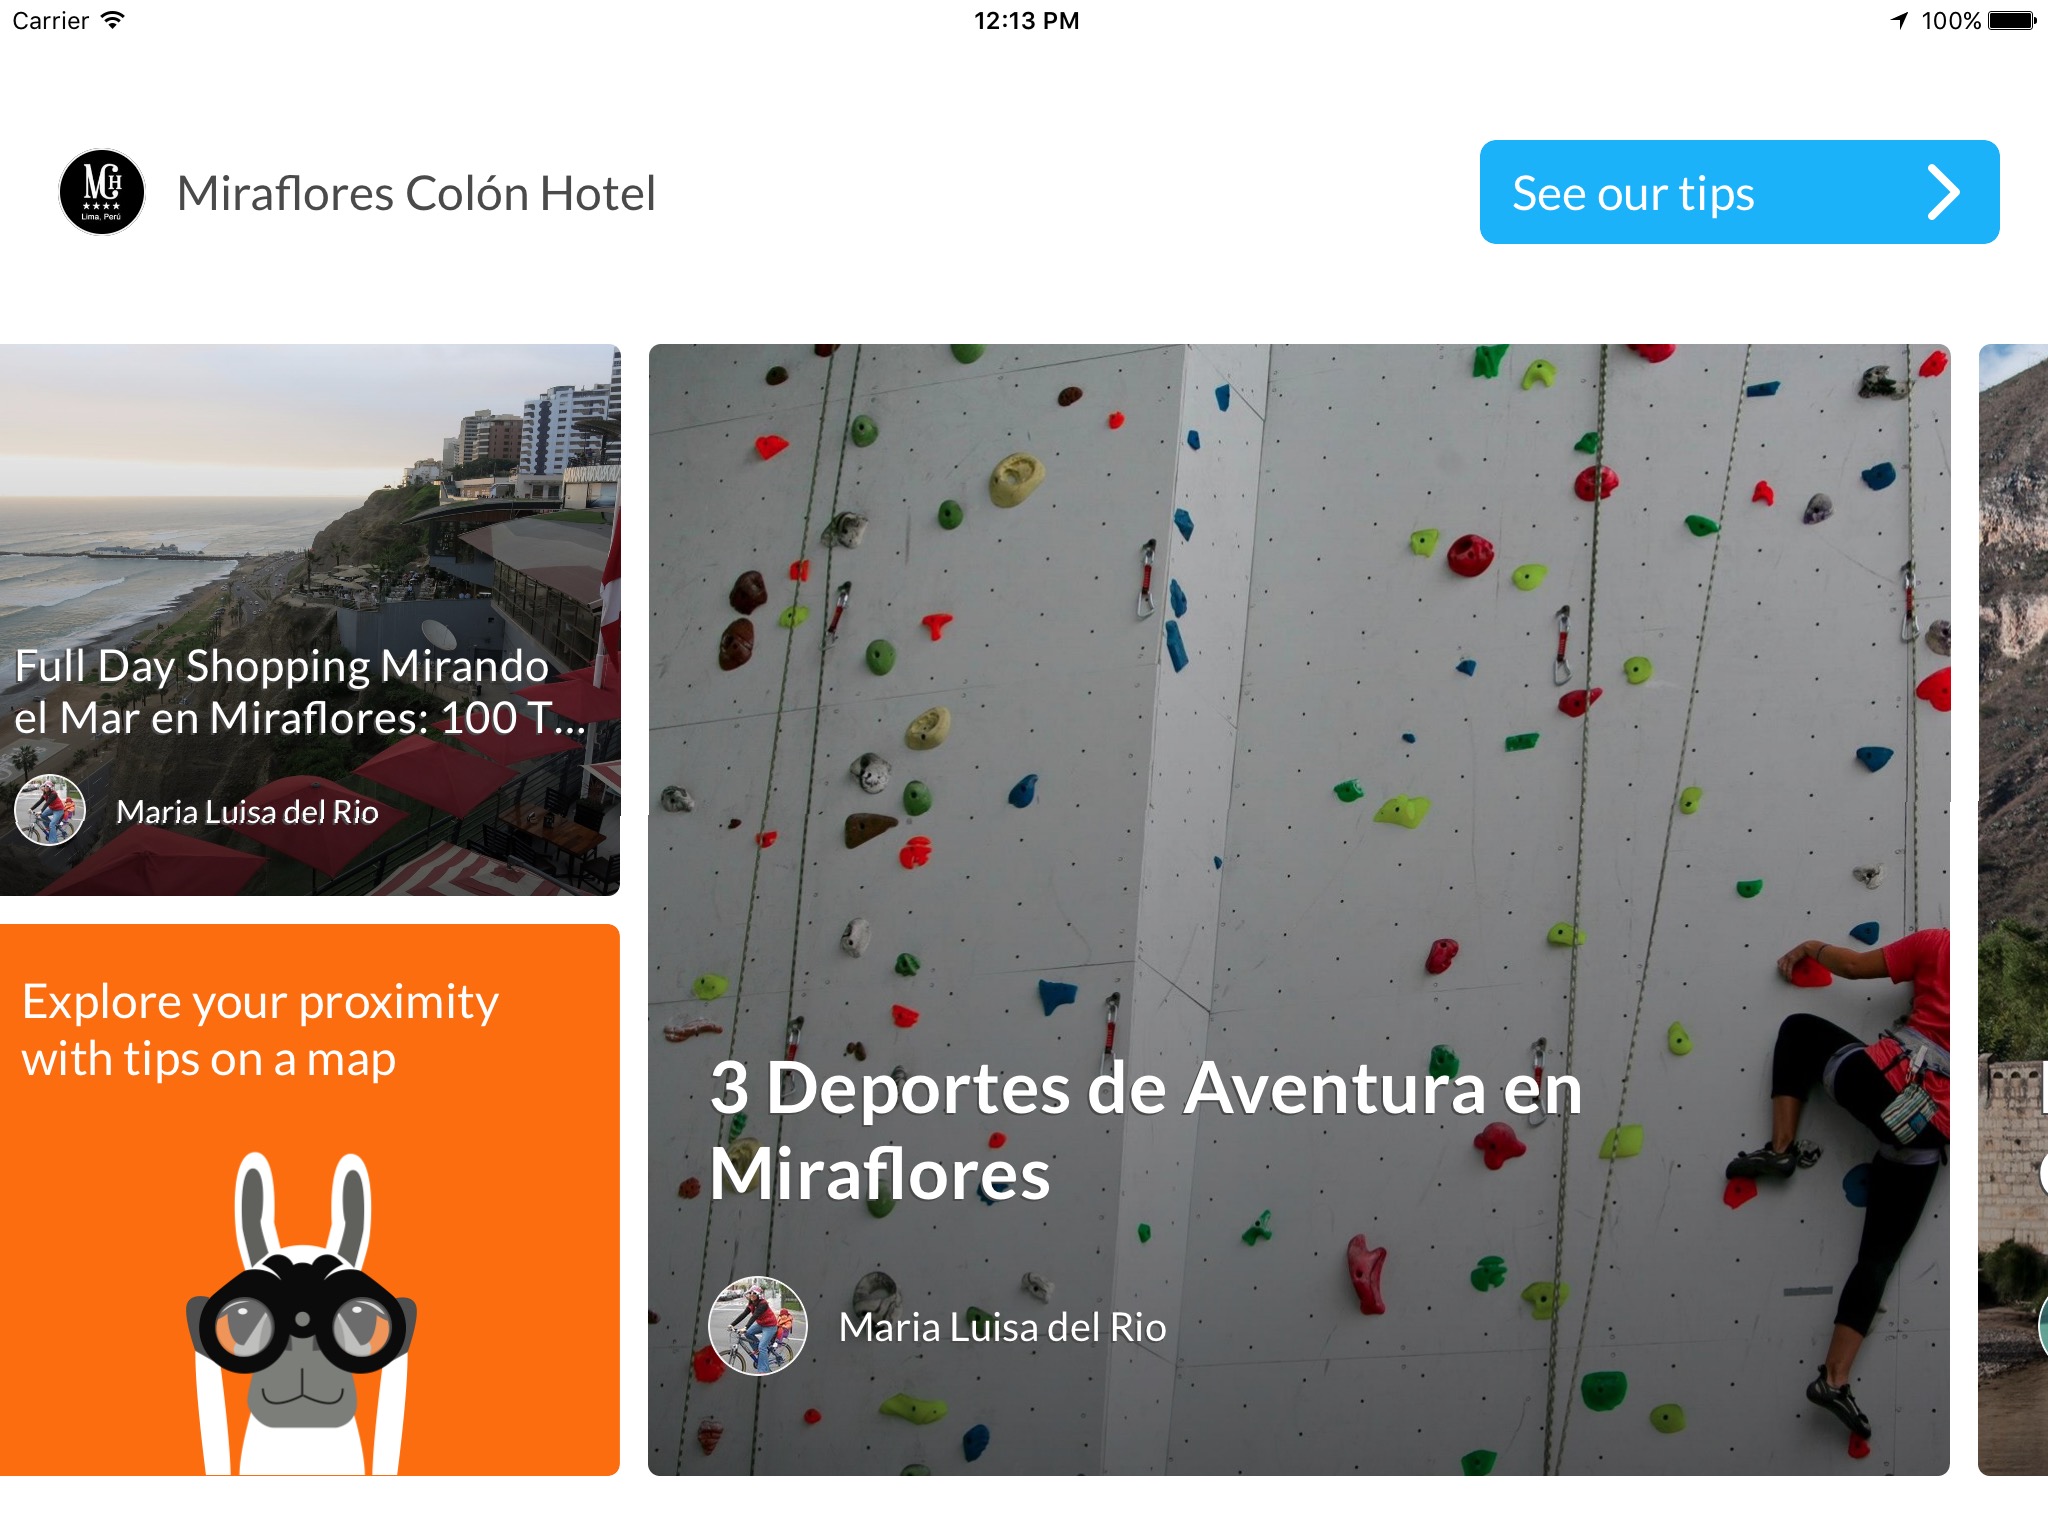 Carrier
12:13 PM
100%
MCH
Lima, Perú
Miraflores Colón Hotel
See our tips
Full Day Shopping Mirando
el Mar en Miraflores: 100 T...
Maria Luisa del Rio
Explore your proximity
with tips on a map
3 Deportes de Aventura en
Miraflores
Maria Luisa del Rio